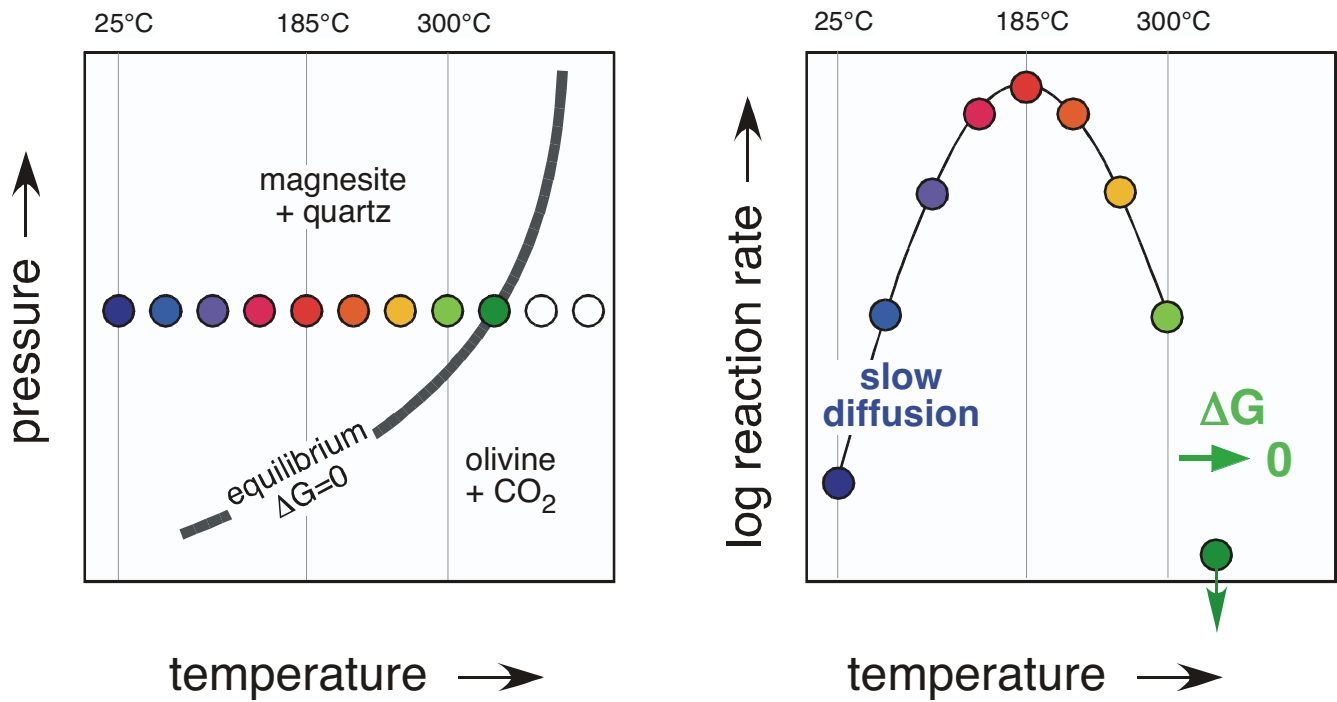 25°C 185°C 300°C
pressure
magnesite
+ quartz
equilibrium
ΔG=0
olivine
+ CO₂
temperature
25°C 185°C 300°C
log reaction rate
slow
diffusion
ΔG
0
temperature